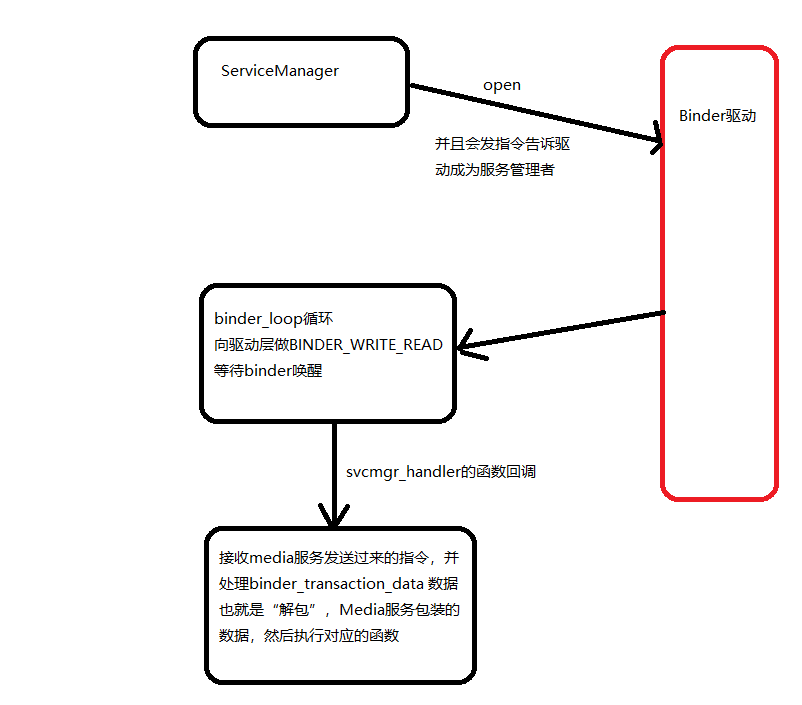 ServiceManager
open
Binder驱动
并且会发指令告诉驱
动成为服务管理者
binder_loop循环
向驱动层做BINDER_WRITE_READ
等待binder唤醒
svcmgr_handler的函数回调
接收media服务发送过来的指令，并
处理binder_transaction_data 数据
也就是“解包”，Media服务包装的
数据，然后执行对应的函数